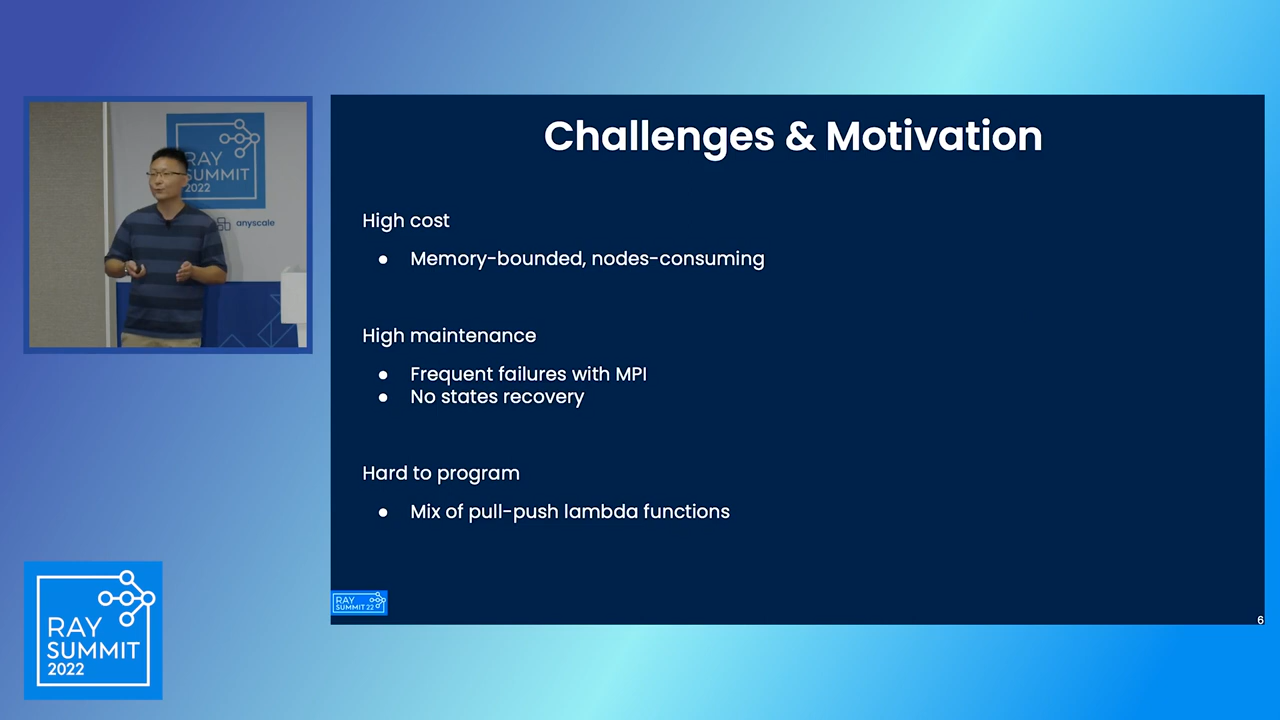 RAY
SUMMIT
2022
anyscale
Challenges & Motivation
High cost
● Memory-bounded, nodes-consuming
High maintenance
● Frequent failures with MPI
● No states recovery
Hard to program
● Mix of pull-push lambda functions
RAY
SUMMIT 22
6
RAY
SUMMIT
2022